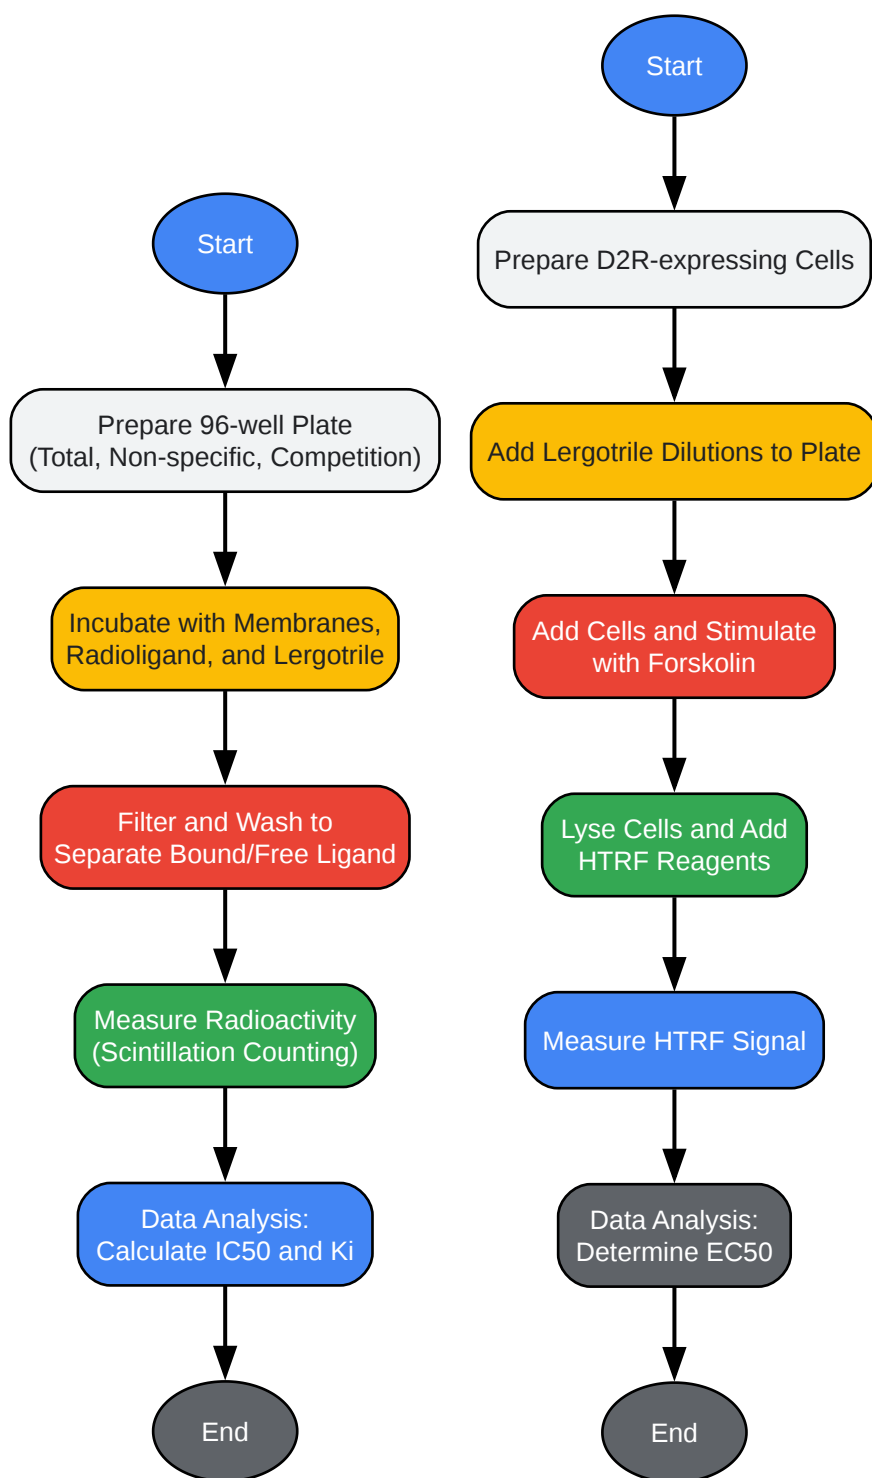 Start
Prepare 96-well Plate
(Total, Non-specific, Competition)
Incubate with Membranes,
Radioligand, and Lergotrile
Filter and Wash to
Separate Bound/Free Ligand
Measure Radioactivity
(Scintillation Counting)
Data Analysis:
Calculate IC50 and Ki
End
Start
Prepare D2R-expressing Cells
Add Lergotrile Dilutions to Plate
Add Cells and Stimulate
with Forskolin
Lyse Cells and Add
HTRF Reagents
Measure HTRF Signal
Data Analysis:
Determine EC50
End